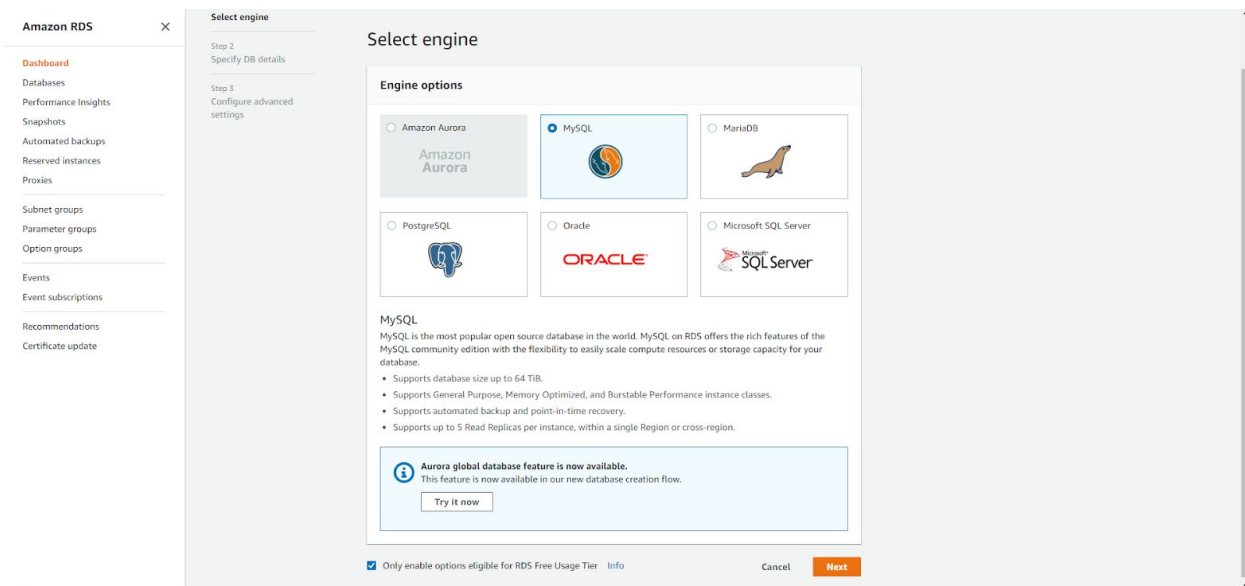 Amazon RDS
Dashboard
Databases
Performance Insights
Snapshots
Automated backups
Reserved instances
Proxies
Subnet groups
Parameter groups
Option groups
Events
Event subscriptions
Recommendations
Certificate update
Select engine
Step 2
Specify DB details
Step 3
Configure advanced
settings
Select engine
Engine options
Amazon Aurora
Amazon
Aurora
MySQL
MariaDB
PostgreSQL
Oracle
ORACLE
Microsoft SQL Server
Microsoft
SQL Server
MySQL
MySQL is the most popular open source database in the world. MySQL on RDS offers the rich features of the
MySQL community edition with the flexibility to easily scale compute resources or storage capacity for your
database.
• Supports database size up to 64 TiB.
• Supports General Purpose, Memory Optimized, and Burstable Performance instance classes.
• Supports automated backup and point-in-time recovery.
• Supports up to 5 Read Replicas per instance, within a single Region or cross-region.
Aurora global database feature is now available.
This feature is now available in our new database creation flow.
Try it now
Only enable options eligible for RDS Free Usage Tier Info
Cancel
Next